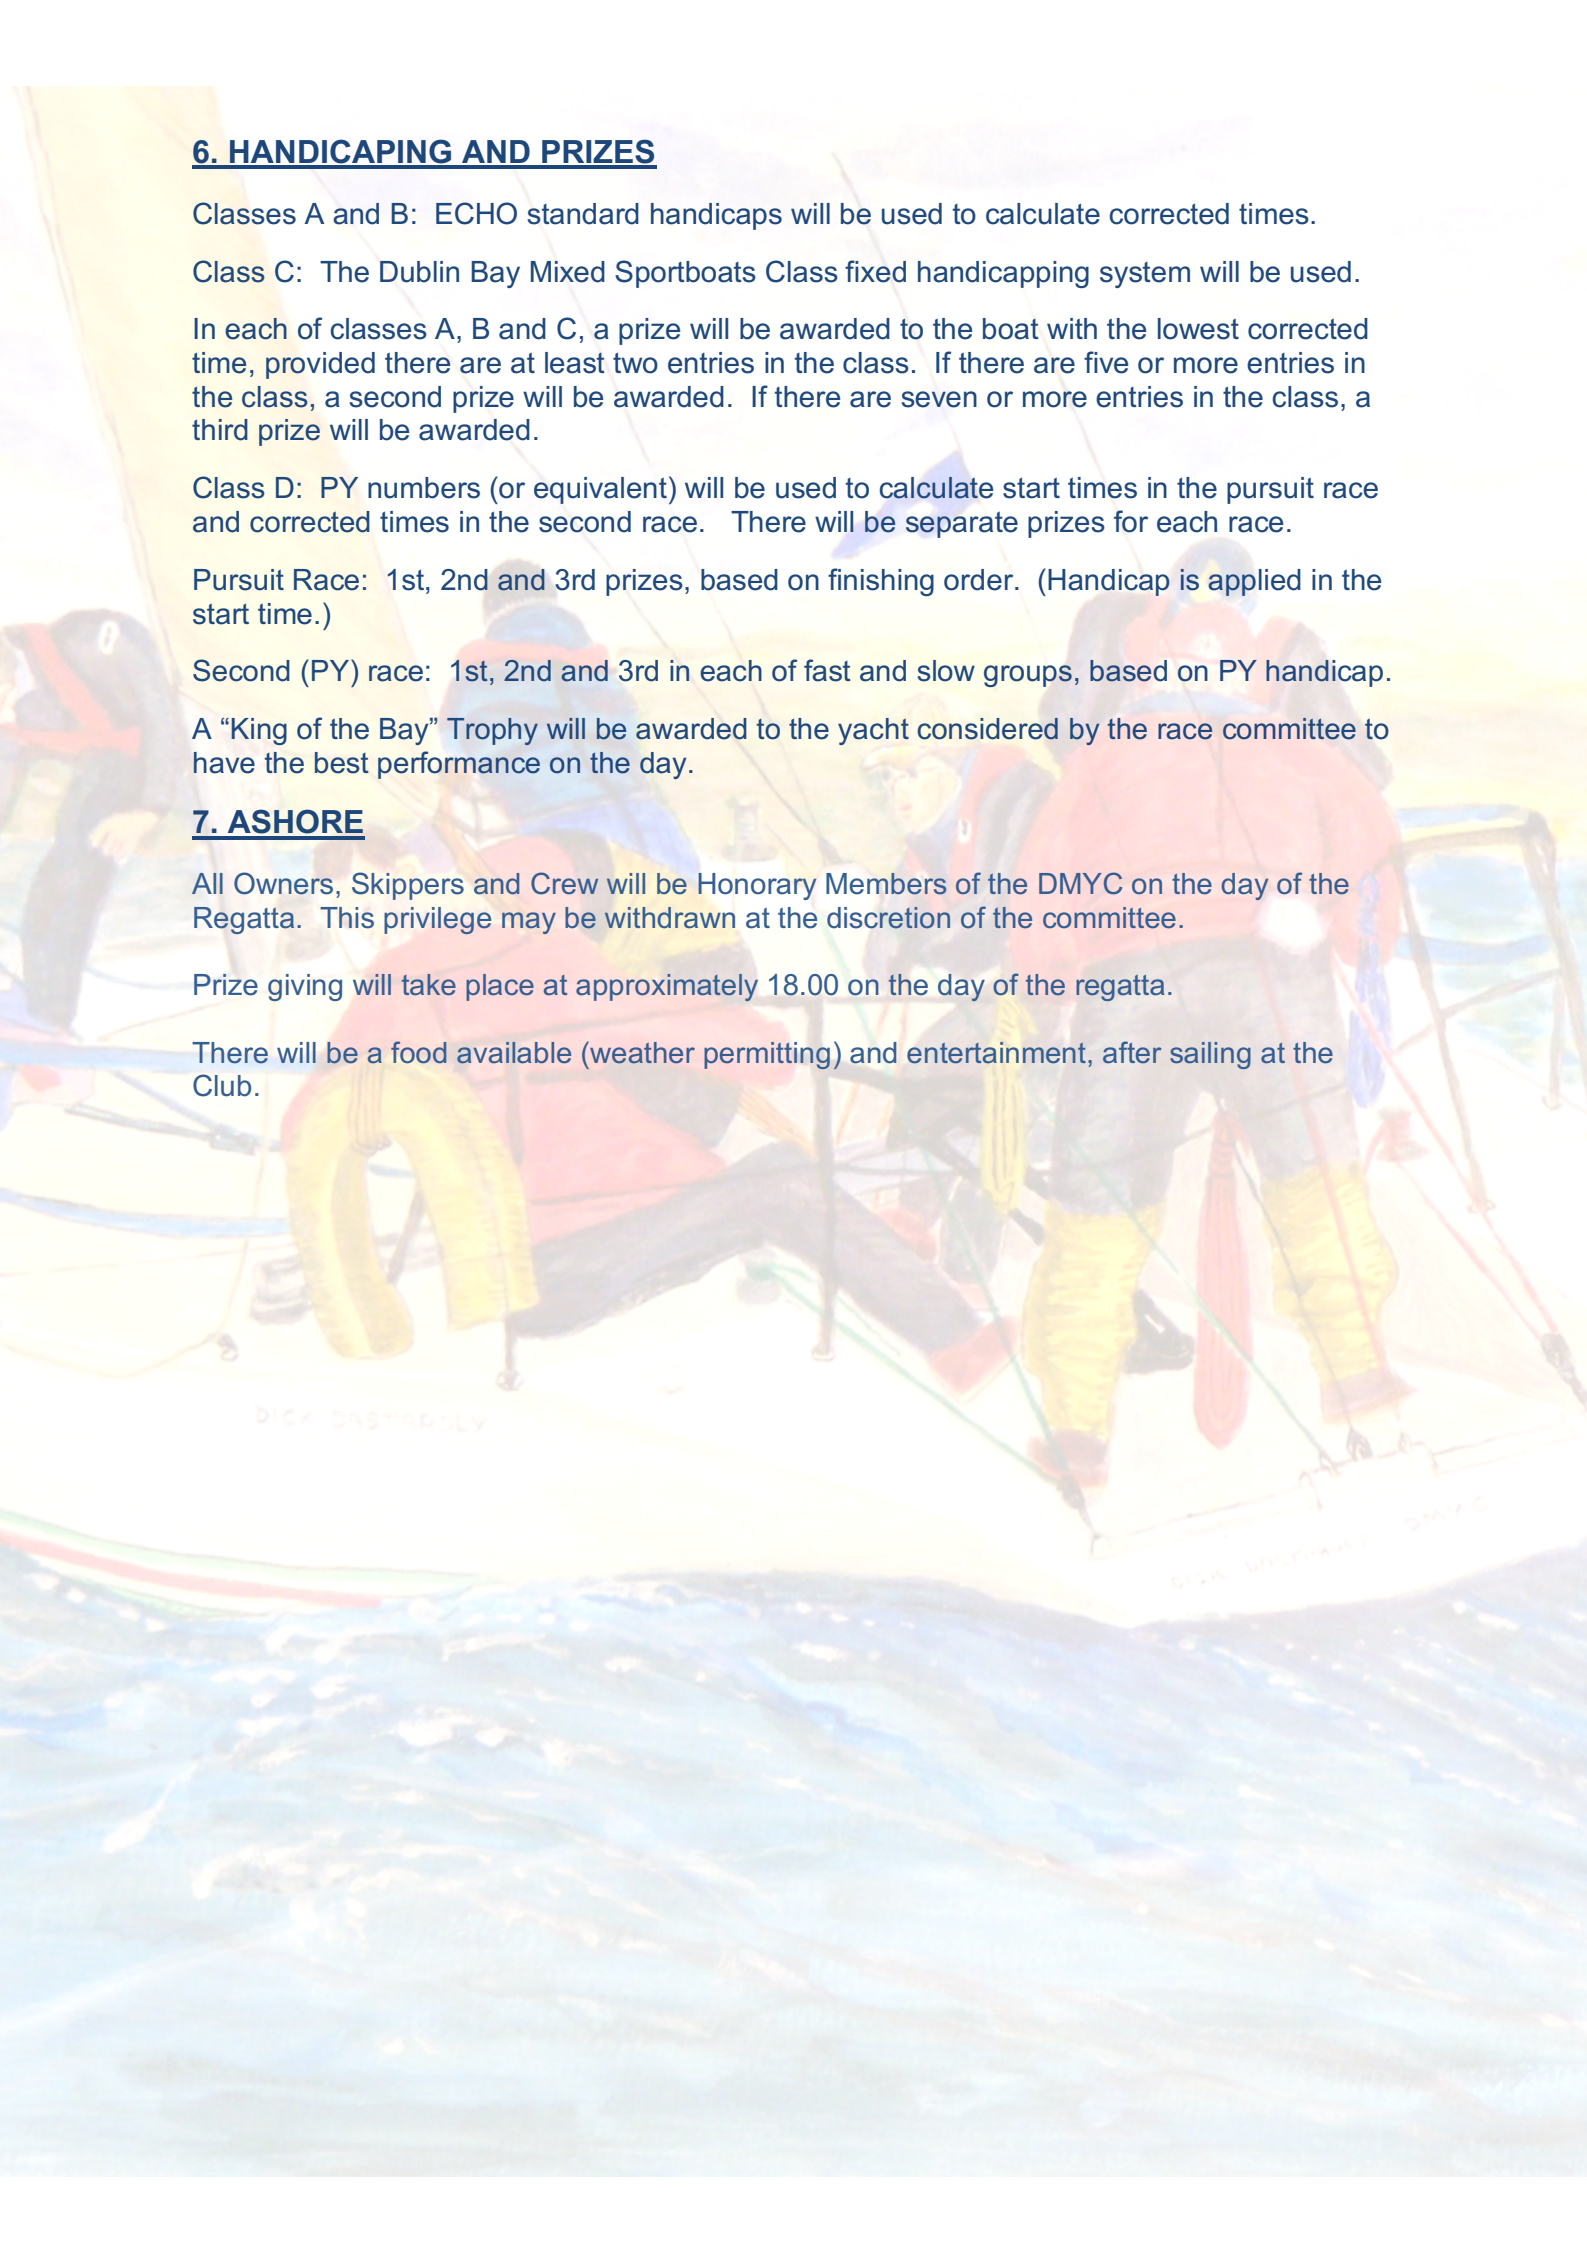 6. HANDICAPING AND PRIZES
Classes A and B:  ECHO standard handicaps will be used to calculate corrected times.
Class C:  The Dublin Bay Mixed Sportboats Class fixed handicapping system will be used.
In each of classes A, B and C, a prize will be awarded to the boat with the lowest corrected
time, provided there are at least two entries in the class.  If there are five or more entries in
the class, a second prize will be awarded.  If there are seven or more entries in the class, a
third prize will be awarded.
Class D:  PY numbers (or equivalent) will be used to calculate start times in the pursuit race
and corrected times in the second race.   There will be separate prizes for each race.
Pursuit Race:  1st, 2nd and 3rd prizes, based on finishing order.  (Handicap is applied in the
start time.)
Second (PY) race:  1st, 2nd and 3rd in each of fast and slow groups, based on PY handicap.
A “King of the Bay” Trophy will be awarded to the yacht considered by the race committee to
have the best performance on the day.
7. ASHORE
All Owners, Skippers and Crew will be Honorary Members of the DMYC on the day of the
Regatta.  This privilege may be withdrawn at the discretion of the committee.
Prize giving will take place at approximately 18.00 on the day of the regatta.
There will be a food available (weather permitting) and entertainment, after sailing at the
Club.
DICK DASTARDLY
DICK DASTARDLY DMYC